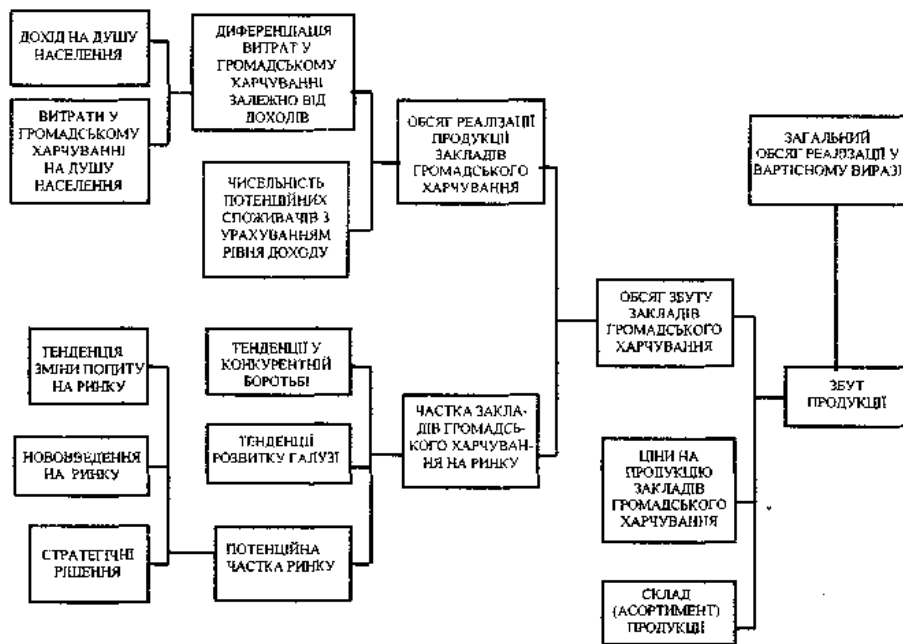 ДОХІД НА ДУШУ
НАСЕЛЕННЯ
ВИТРАТИ У
ГРОМАДСЬКОМУ
ХАРЧУВАННІ
НА ДУШУ
НАСЕЛЕННЯ
ДИФЕРЕНЦІАЦІЯ
ВИТРАТ У
ГРОМАДСЬКОМУ
ХАРЧУВАННІ
ЗАЛЕЖНО ВІД
ДОХОДІВ
ЧИСЕЛЬНІСТЬ
ПОТЕНЦІЙНИХ
СПОЖИВАЧІВ З
УРАХУВАННЯМ
РІВНЯ ДОХОДУ
ОБСЯГ РЕАЛІЗАЦІЇ
ПРОДУКЦІЇ
ЗАКЛАДІВ
ГРОМАДСЬКОГО
ХАРЧУВАННЯ
ЗАГАЛЬНИЙ
ОБСЯГ РЕАЛІЗАЦІЇ У
ВАРТІСНОМУ ВИРАЗІ
ТЕНДЕНЦІЯ
ЗМІНИ ПОПИТУ
НА РИНКУ
НОВОВВЕДЕННЯ
НА РИНКУ
СТРАТЕГІЧНІ
РІШЕННЯ
ТЕНДЕНЦІЇ У
КОНКУРЕНТНІЙ
БОРОТЬБІ
ТЕНДЕНЦІЇ
РОЗВИТКУ ГАЛУЗІ
ПОТЕНЦІЙНА
ЧАСТКА РИНКУ
ЧАСТКА ЗАКЛА-
ДІВ ГРОМАДСЬ-
КОГО ХАРЧУВАН-
НЯ НА РИНКУ
ОБСЯГ ЗБУТУ
ЗАКЛАДІВ
ГРОМАДСЬКОГО
ХАРЧУВАННЯ
ЦІНИ НА
ПРОДУКЦІЮ
ЗАКЛАДІВ
ГРОМАДСЬКОГО
ХАРЧУВАННЯ
СКЛАД
(АСОРТИМЕНТ)
ПРОДУКЦІЇ
ЗБУТ
ПРОДУКЦІЇ